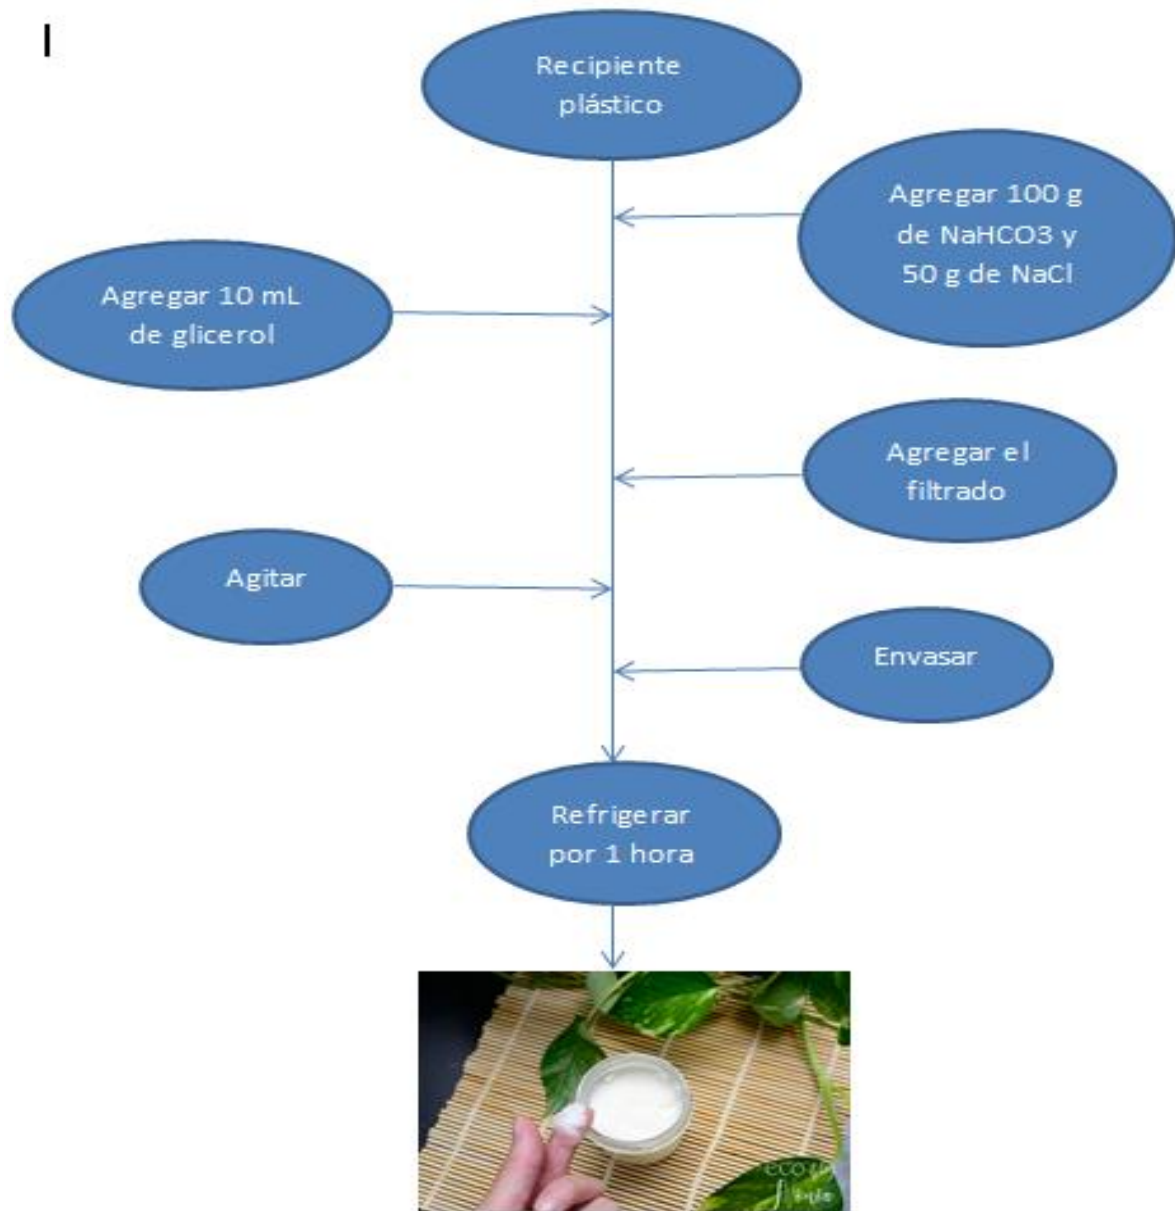 I
Recipiente
plástico
Agregar 100 g
de NaHCO3 y
50 g de NaCl
Agregar 10 mL
de glicerol
Agregar el
filtrado
Agitar
Envasar
Refrigerar
por 1 hora